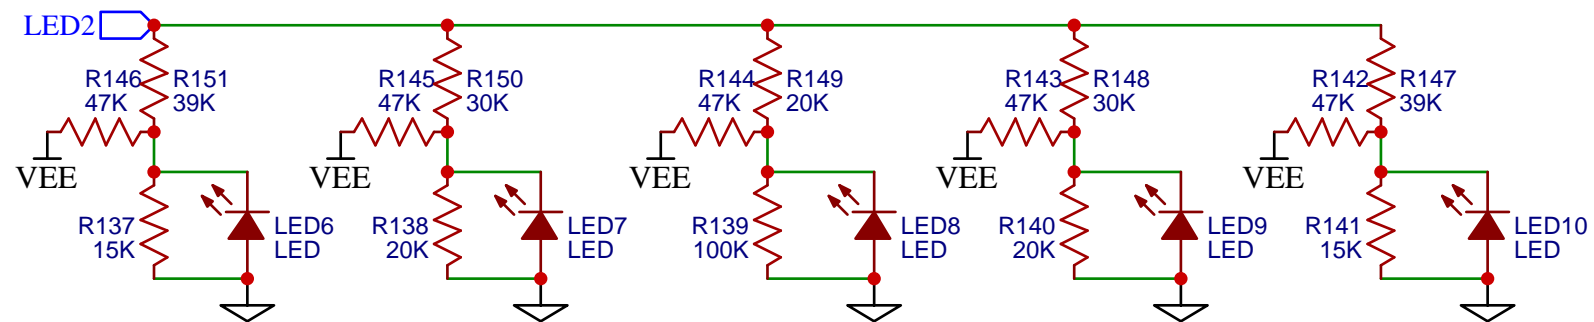 LED2
R146
47K
R151
39K
VEE
R137
15K
LED6
LED
R145
47K
R150
30K
VEE
R138
20K
LED7
LED
R144
47K
R149
20K
VEE
R139
100K
LED8
LED
R143
47K
R148
30K
VEE
R140
20K
LED9
LED
R142
47K
R147
39K
VEE
R141
15K
LED10
LED